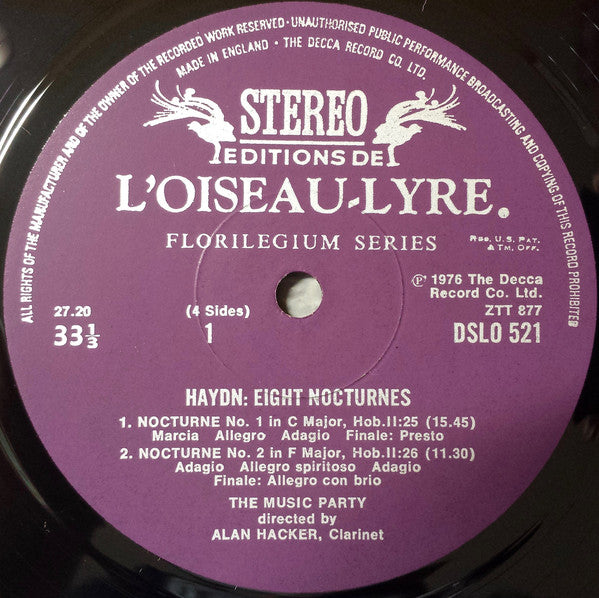 ALL RIGHTS OF THE MANUFACTURER AND OF THE OWNER OF THE RECORDED WORK RESERVED · UNAUTHORISED PUBLIC PERFORMANCE BROADCASTING AND COPYING OF THIS RECORD PROHIBITED
MADE IN ENGLAND · THE DECCA RECORD CO. LTD.
STEREO
EDITIONS DE
L'OISEAU-LYRE.
FLORILEGIUM SERIES
REG. U.S. PAT.
& TM. OFF.
℗ 1976 The Decca
Record Co. Ltd.
27.20
(4 Sides)
ZTT 877
33⅓
1
DSLO 521
HAYDN: EIGHT NOCTURNES
1. NOCTURNE No. 1 in C Major, Hob.II:25 (15.45)
Marcia Allegro Adagio Finale: Presto
2. NOCTURNE No. 2 in F Major, Hob.II:26 (11.30)
Adagio Allegro spiritoso Adagio
Finale: Allegro con brio
THE MUSIC PARTY
directed by
ALAN HACKER, Clarinet